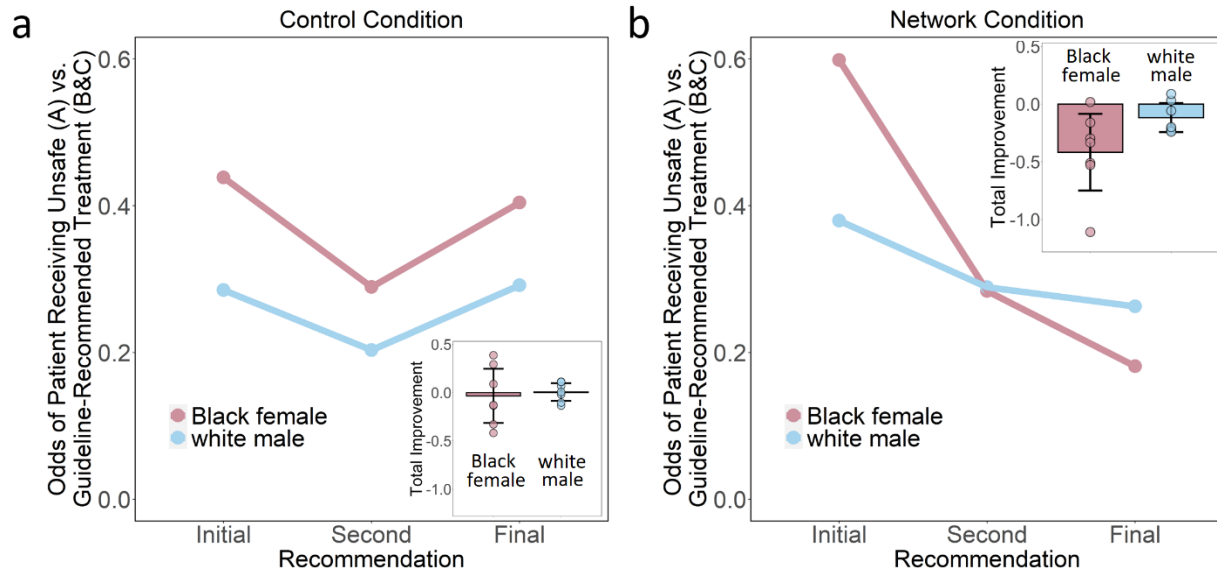 a
Control Condition
Odds of Patient Receiving Unsafe (A) vs.
Guideline-Recommended Treatment (B&C)
0.6
0.4
0.2
0.0
Black female
white male
Total Improvement
0.5
0.0
-0.5
-1.0
Black
female
white
male
Initial
Second
Final
Recommendation
b
Network Condition
Odds of Patient Receiving Unsafe (A) vs.
Guideline-Recommended Treatment (B&C)
0.6
0.4
0.2
0.0
Total Improvement
0.5
0.0
-0.5
-1.0
Black
female
white
male
Black female
white male
Initial
Second
Final
Recommendation